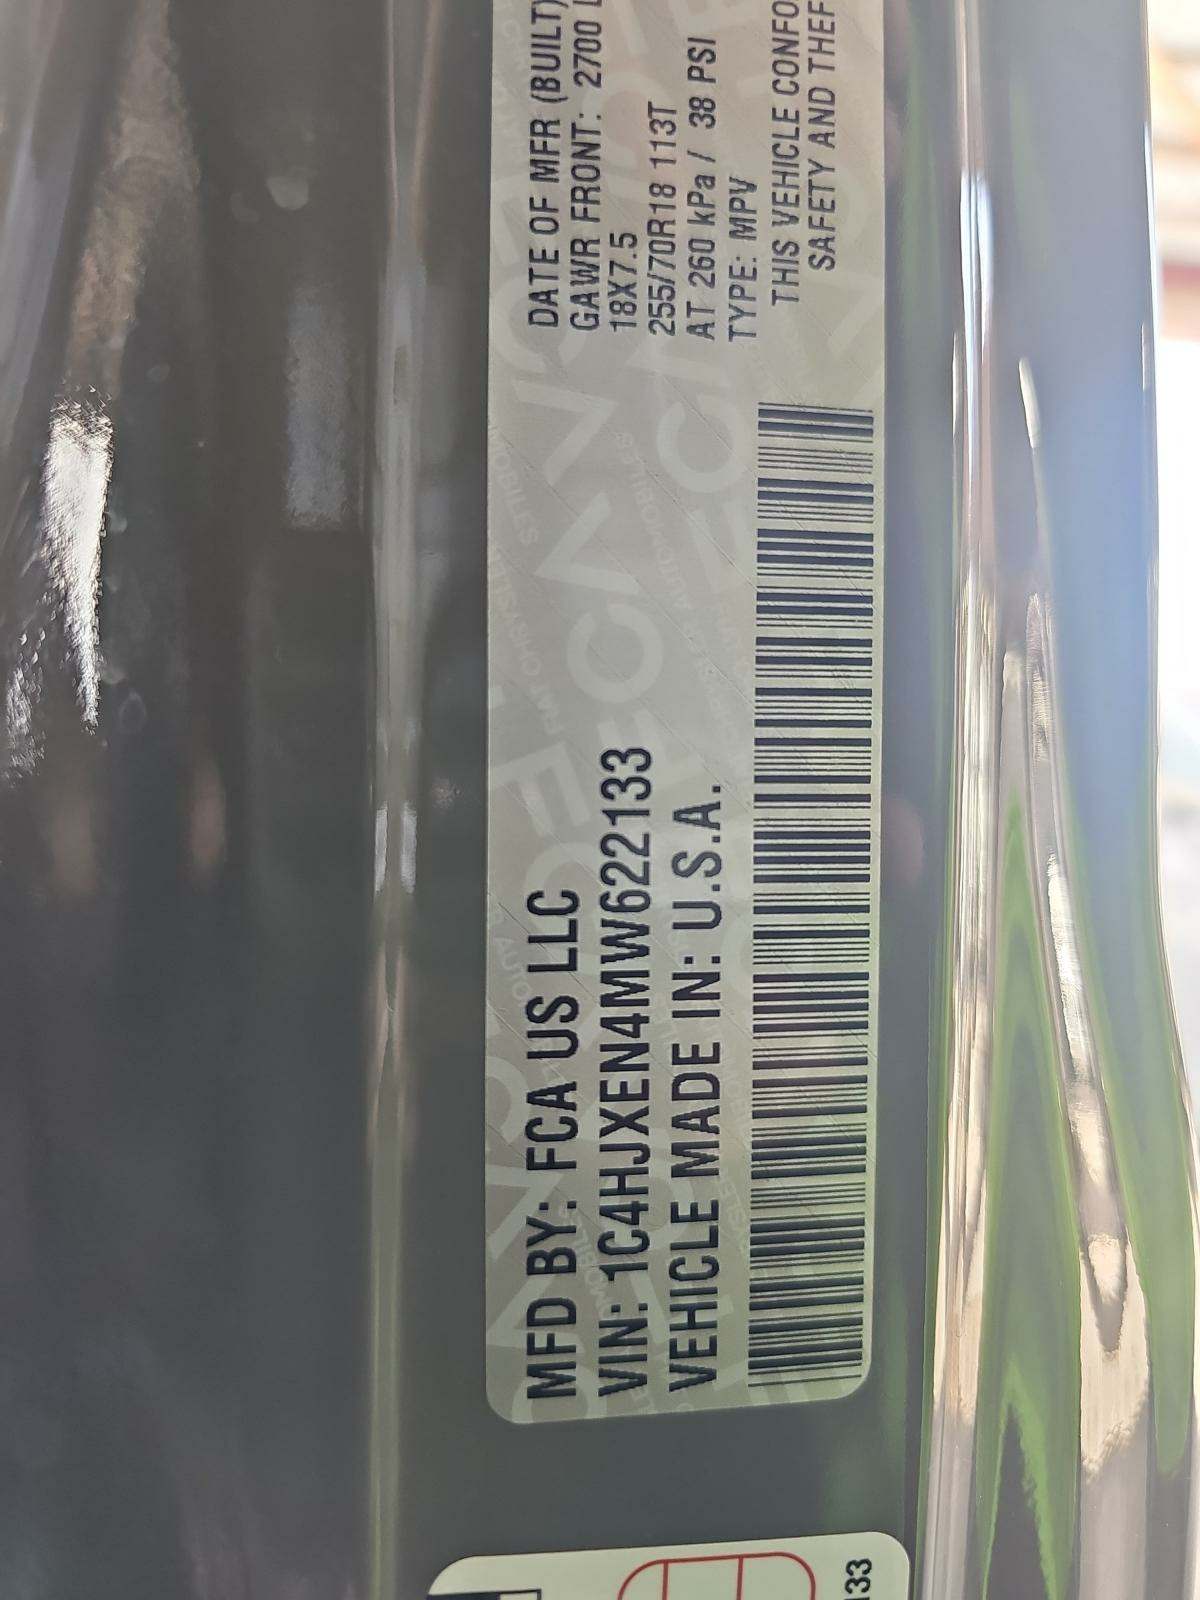 MFD BY: FCA US LLC
VIN: 1C4HJXEN4MW622133
VEHICLE MADE IN: U.S.A.
DATE OF MFR (BUILT)
GAWR FRONT: 2700 L
18X7.5
255/70R18 113T
AT 260 kPa / 38 PSI
TYPE: MPV
THIS VEHICLE CONFO
SAFETY AND THEF
133